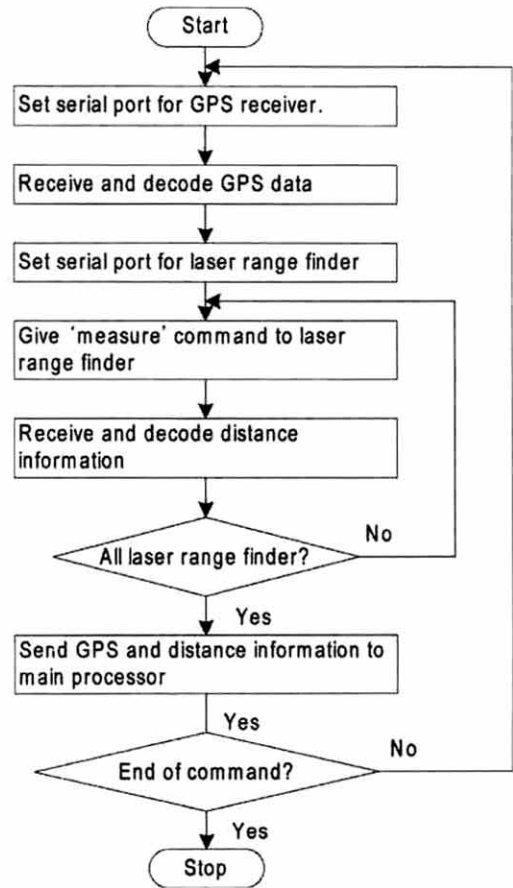 Start
Set serial port for GPS receiver.
Receive and decode GPS data
Set serial port for laser range finder
Give 'measure' command to laser
range finder
Receive and decode distance
information
All laser range finder?
No
Yes
Send GPS and distance information to
main processor
Yes
End of command?
No
Yes
Stop